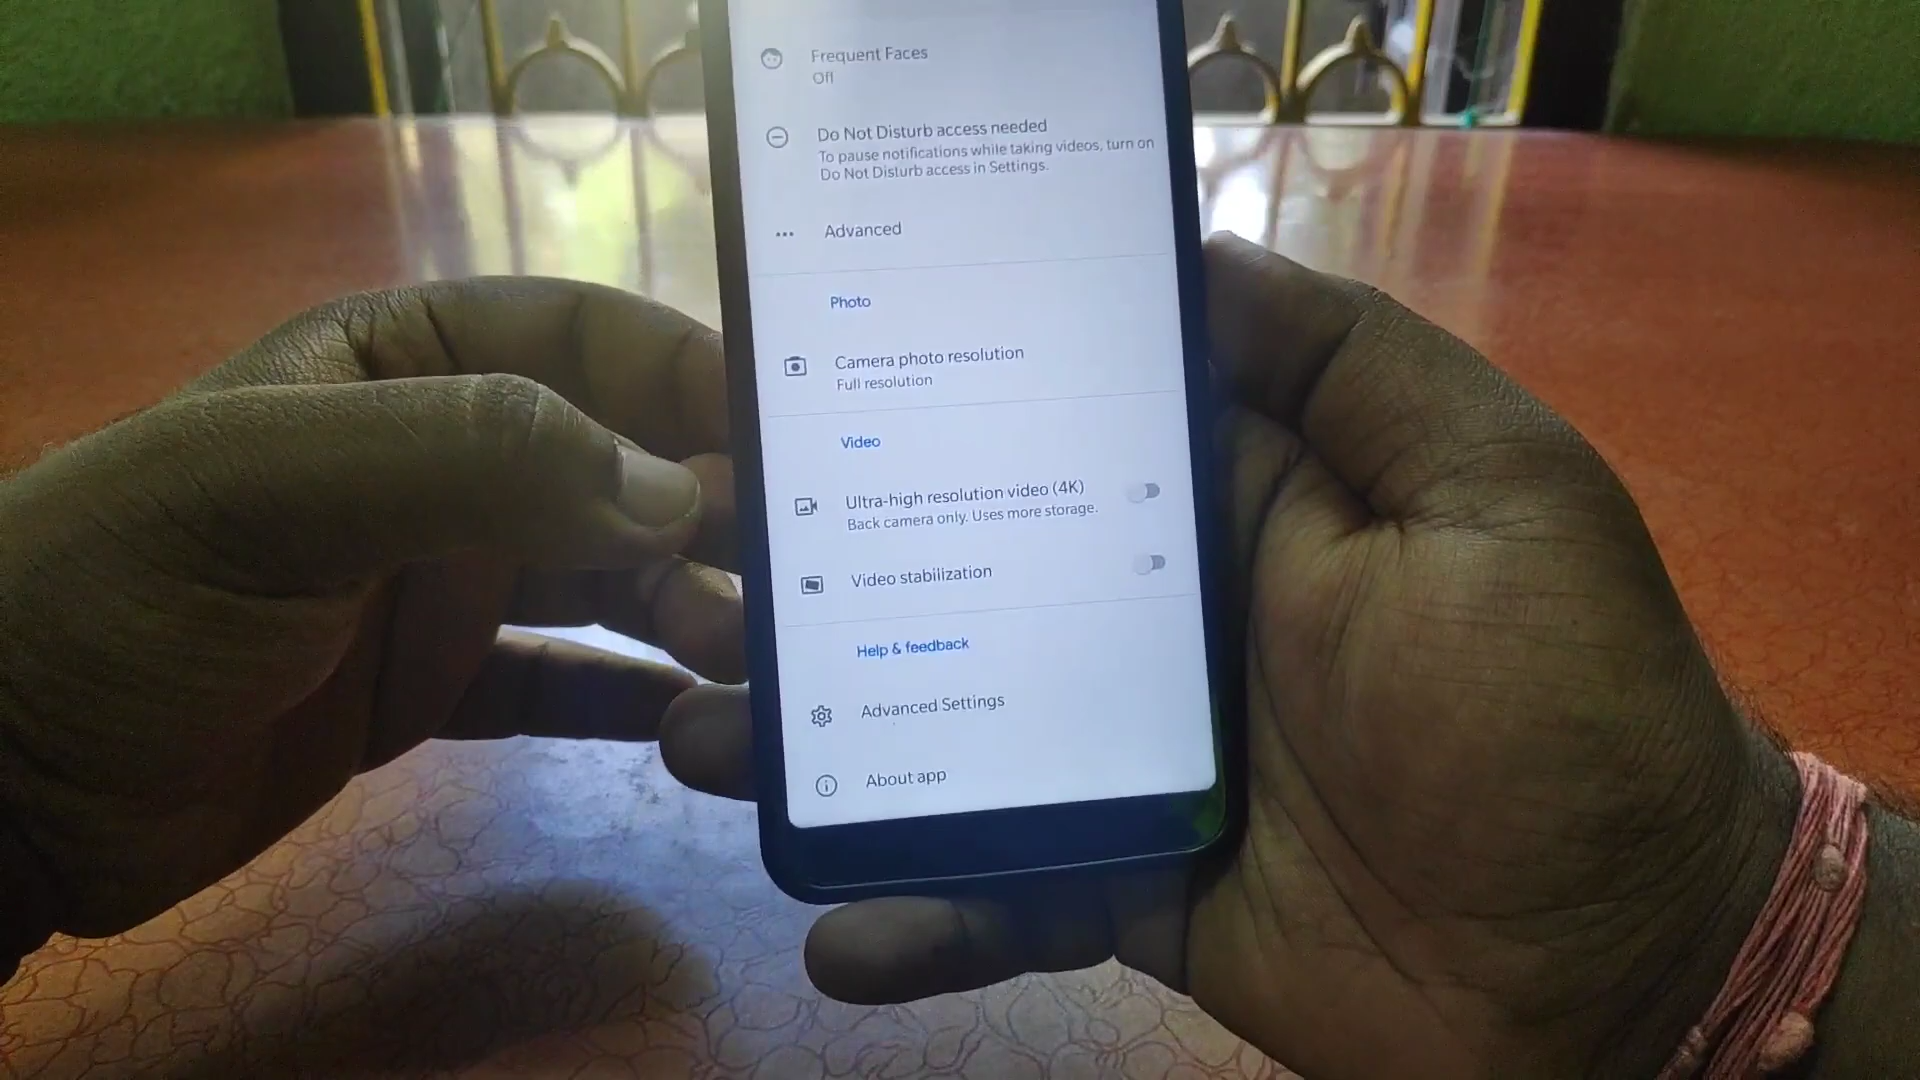 Frequent Faces
Off
Do Not Disturb access needed
To pause notifications while taking videos, turn on
Do Not Disturb access in Settings.
Advanced
Photo
Camera photo resolution
Full resolution
Video
Ultra-high resolution video (4K)
Back camera only. Uses more storage.
Video stabilization
Help & feedback
Advanced Settings
About app